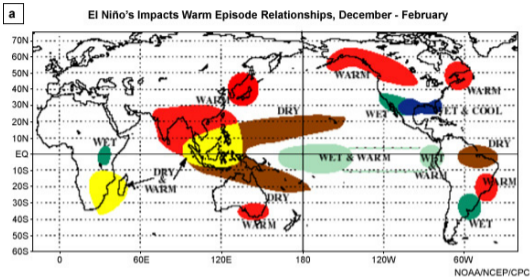 a
El Niño's Impacts Warm Episode Relationships, December - February
70N
60N
50N
40N
30N
20N
10N
EQ
10S
20S
30S
40S
50S
60S
WARM
WARM
WARM
DRY
WET
WET & COOL
WET
WET & WARM
WET
&
WARM
DRY
DRY
&
WARM
DRY
WARM
WARM
WET
0
60E
120E
180
120W
60W
NOAA/NCEP/CPC